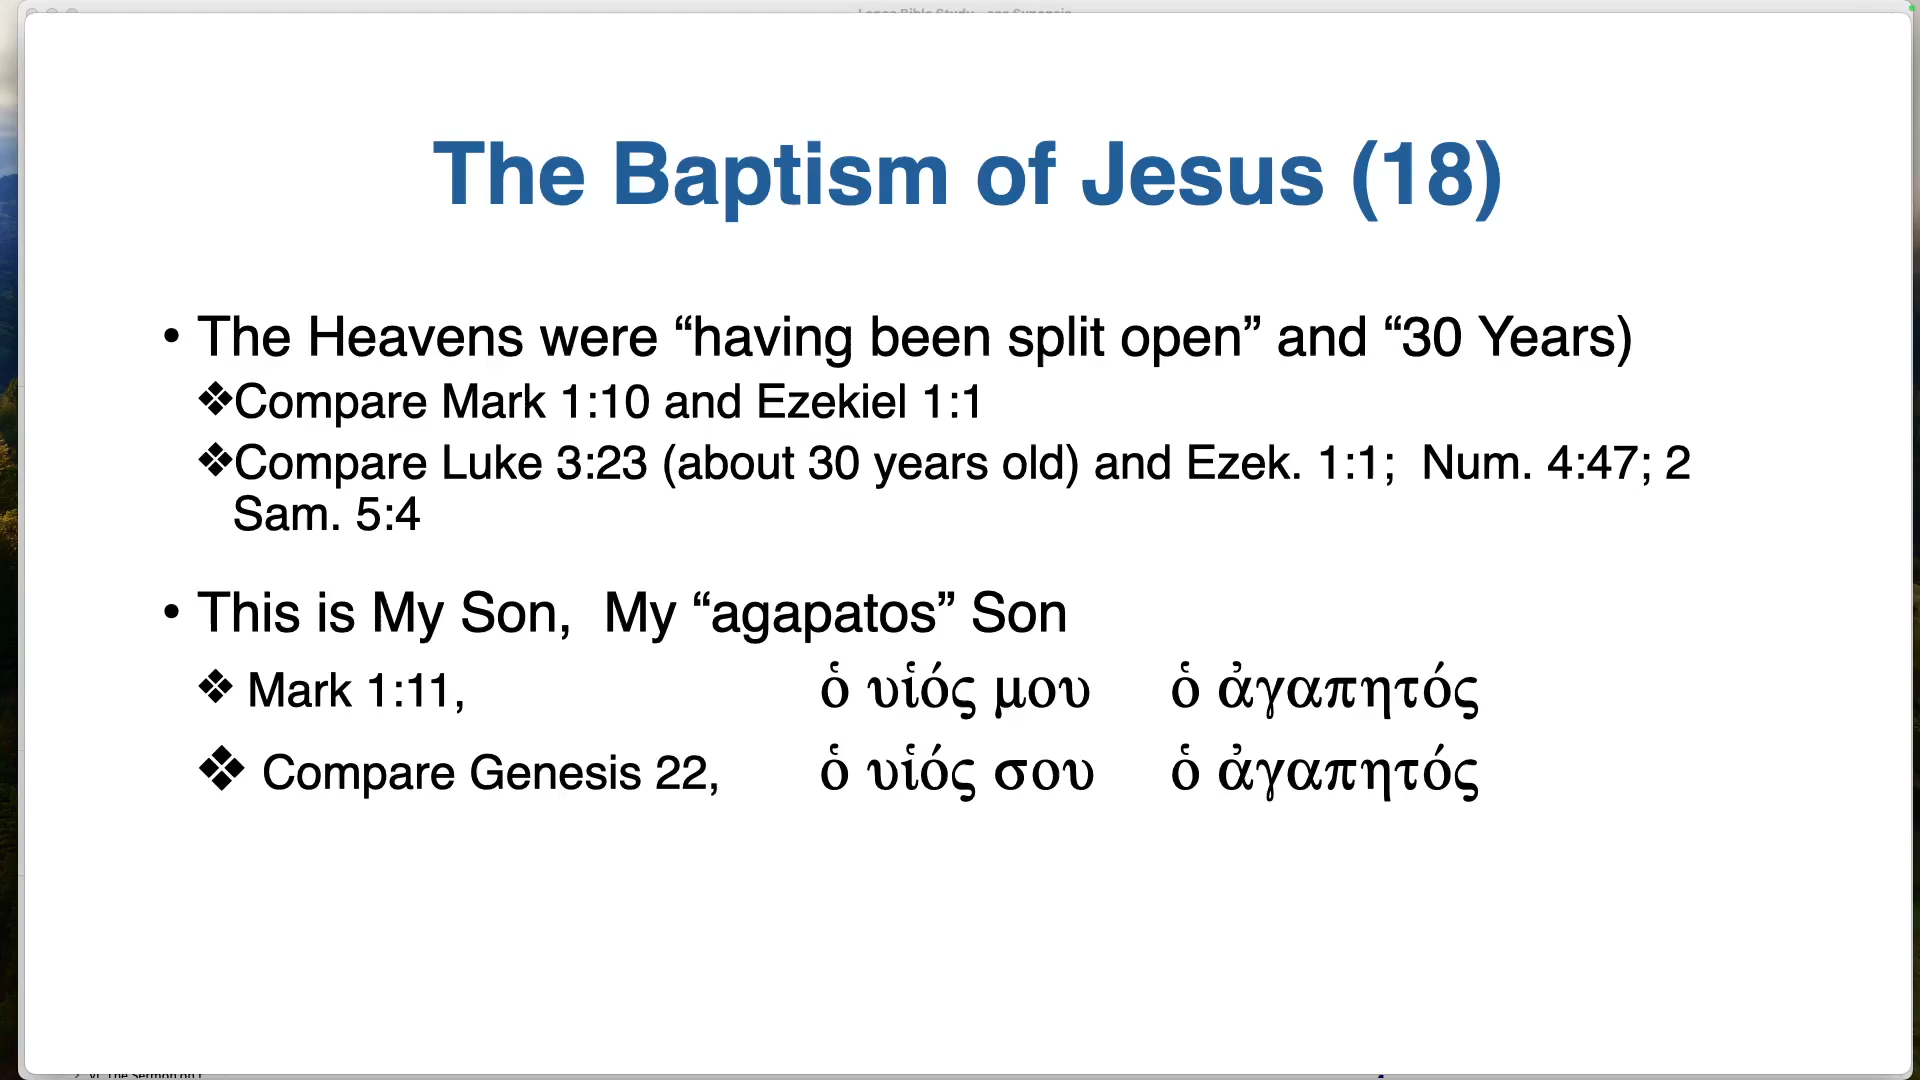 The Baptism of Jesus (18)
• The Heavens were “having been split open” and “30 Years)
❖Compare Mark 1:10 and Ezekiel 1:1
❖Compare Luke 3:23 (about 30 years old) and Ezek. 1:1;  Num. 4:47; 2
Sam. 5:4
• This is My Son,  My “agapatos” Son
❖ Mark 1:11, ὁ υἱός μου ὁ ἀγαπητός
❖ Compare Genesis 22, ὁ υἱός σου ὁ ἀγαπητός